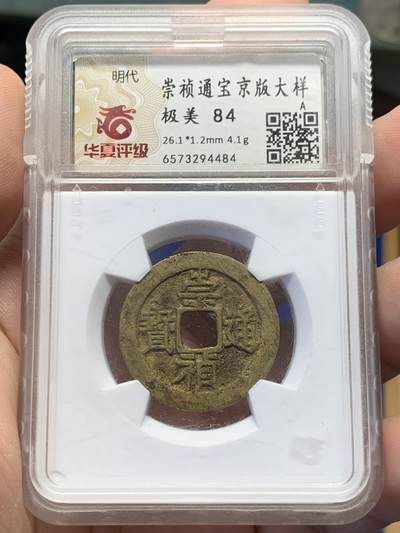 明代
华夏评级
崇祯通宝京版大样
极美 84
A
26.1*1.2mm 4.1g
6573294484
崇
寳 通
禎